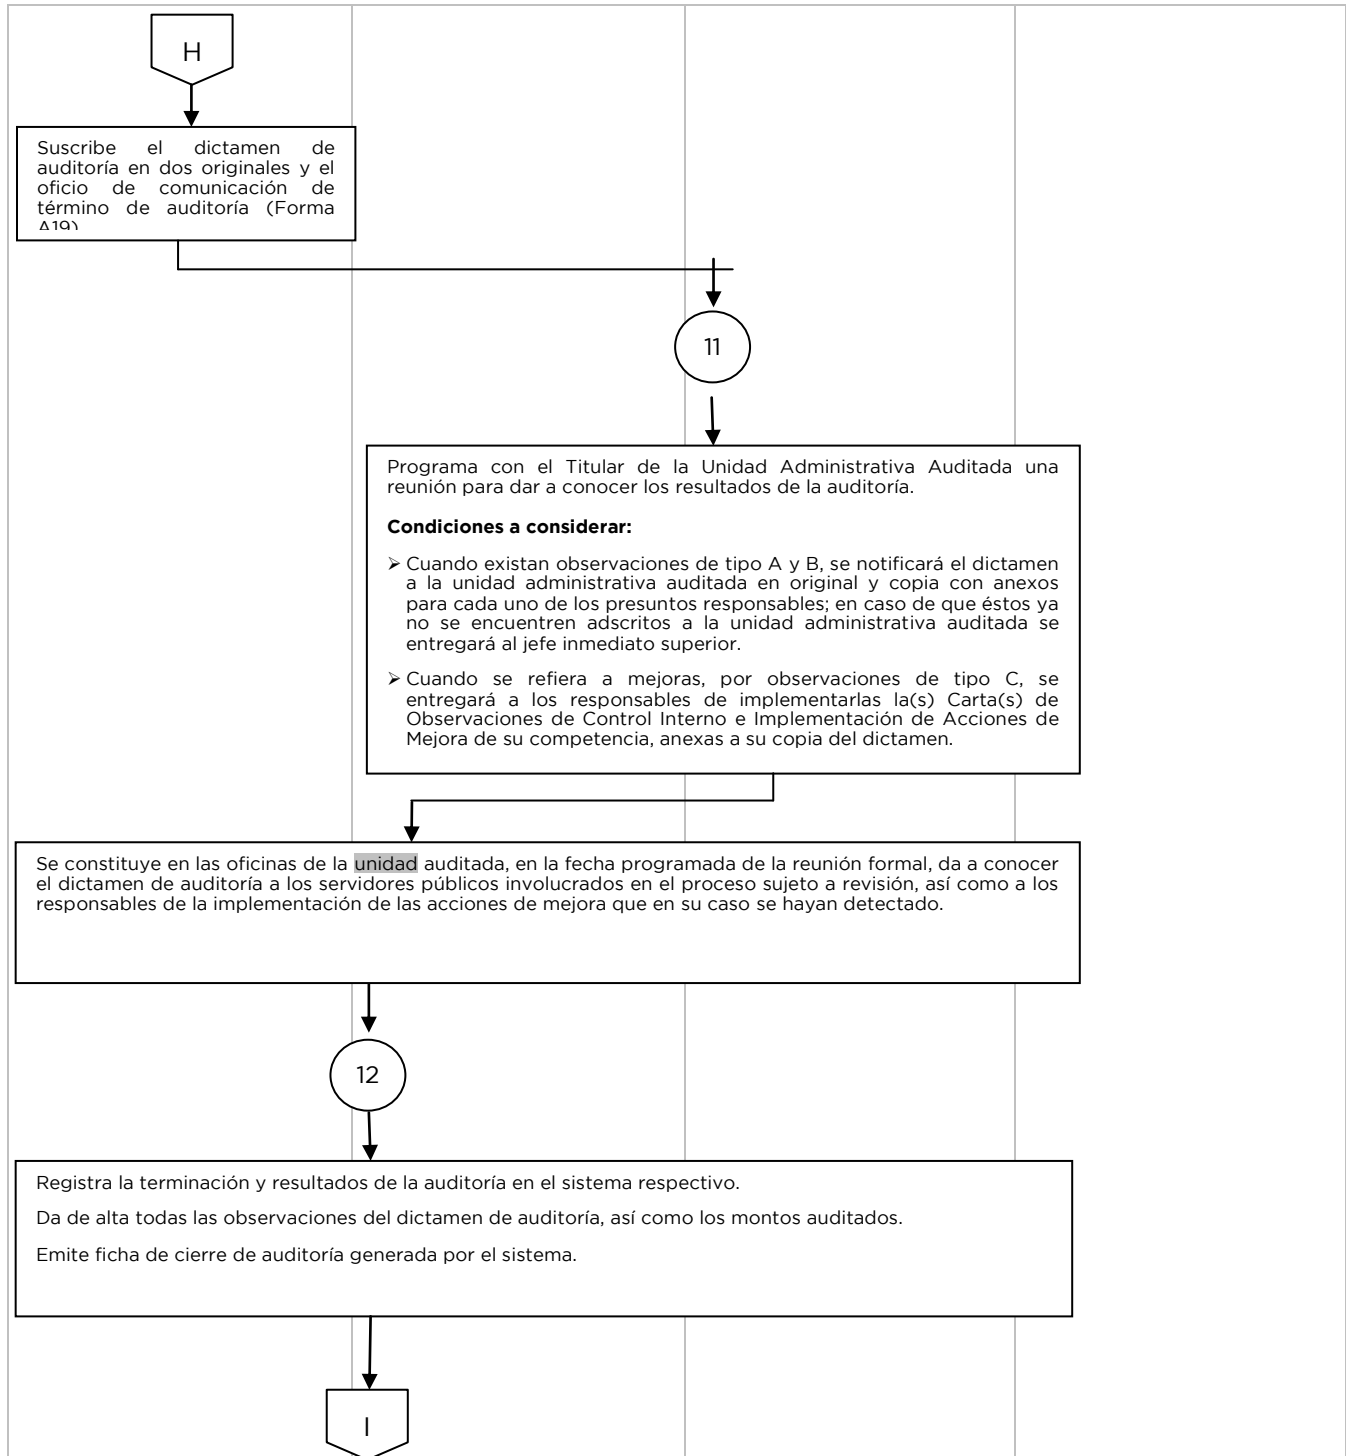 H
Suscribe el dictamen de
auditoría en dos originales y el
oficio de comunicación de
término de auditoría (Forma
A19)
11
Programa con el Titular de la Unidad Administrativa Auditada una
reunión para dar a conocer los resultados de la auditoría.
Condiciones a considerar:
➢ Cuando existan observaciones de tipo A y B, se notificará el dictamen
a la unidad administrativa auditada en original y copia con anexos
para cada uno de los presuntos responsables; en caso de que éstos ya
no se encuentren adscritos a la unidad administrativa auditada se
entregará al jefe inmediato superior.
➢ Cuando se refiera a mejoras, por observaciones de tipo C, se
entregará a los responsables de implementarlas la(s) Carta(s) de
Observaciones de Control Interno e Implementación de Acciones de
Mejora de su competencia, anexas a su copia del dictamen.
Se constituye en las oficinas de la unidad auditada, en la fecha programada de la reunión formal, da a conocer
el dictamen de auditoría a los servidores públicos involucrados en el proceso sujeto a revisión, así como a los
responsables de la implementación de las acciones de mejora que en su caso se hayan detectado.
12
Registra la terminación y resultados de la auditoría en el sistema respectivo.
Da de alta todas las observaciones del dictamen de auditoría, así como los montos auditados.
Emite ficha de cierre de auditoría generada por el sistema.
I